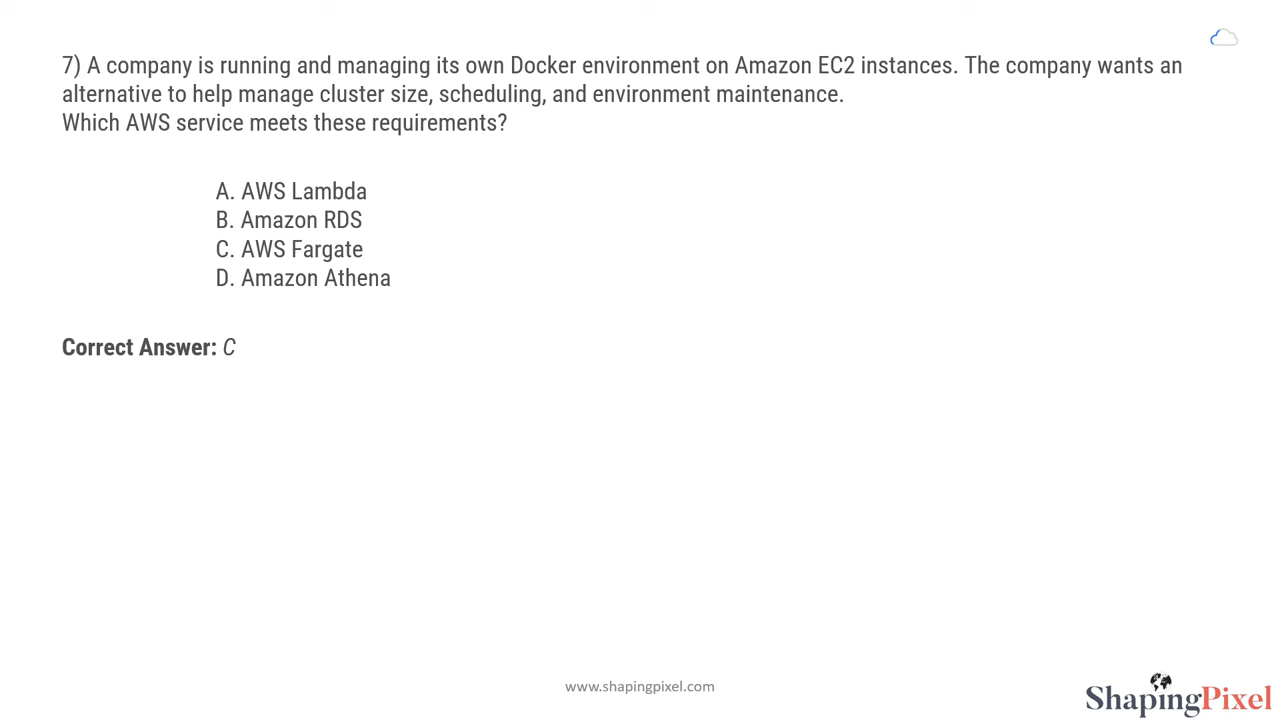 7) A company is running and managing its own Docker environment on Amazon EC2 instances. The company wants an
alternative to help manage cluster size, scheduling, and environment maintenance.
Which AWS service meets these requirements?
A. AWS Lambda
B. Amazon RDS
C. AWS Fargate
D. Amazon Athena
Correct Answer: C
www.shapingpixel.com
ShapingPixel